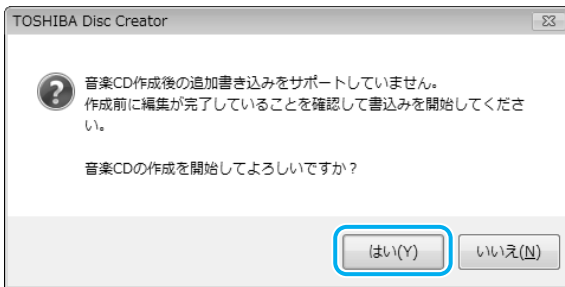 TOSHIBA Disc Creator
音楽CD作成後の追加書き込みをサポートしていません。
作成前に編集が完了していることを確認して書込みを開始してくださ
い。
音楽CDの作成を開始してよろしいですか？
はい(Y)
いいえ(N)